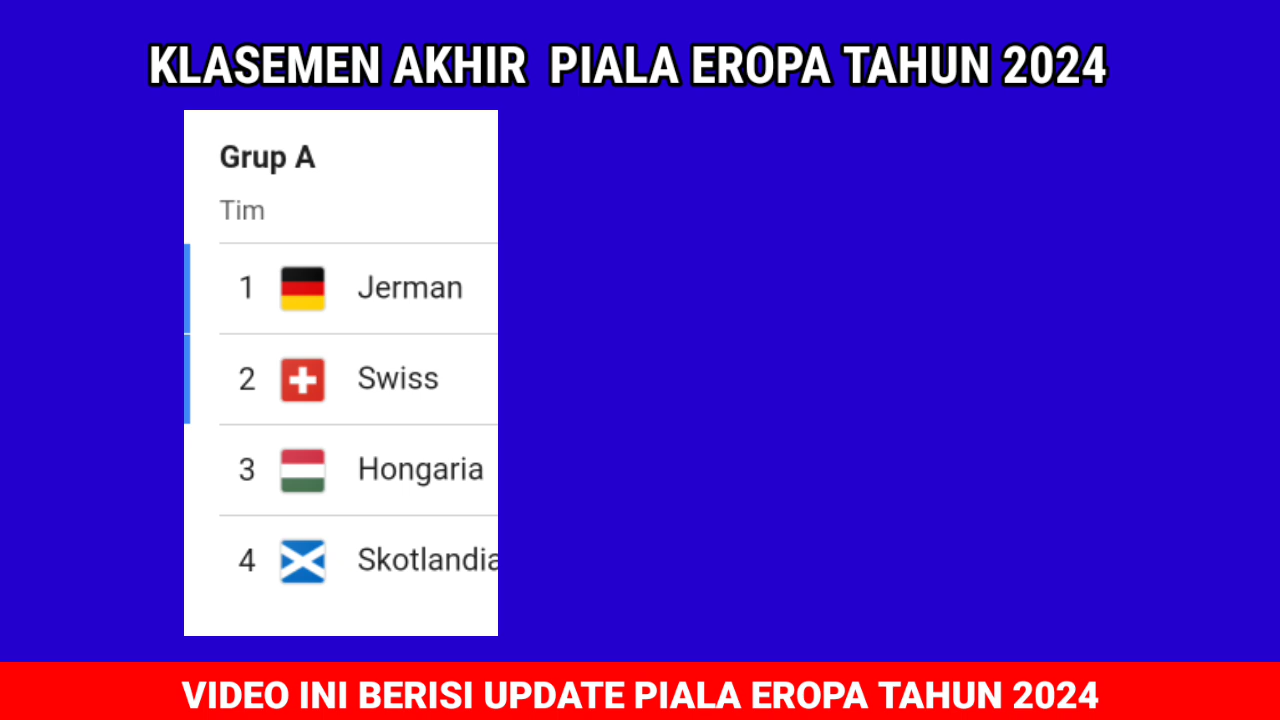 KLASEMEN AKHIR PIALA EROPA TAHUN 2024
Grup A
Tim
1 Jerman
2 Swiss
3 Hongaria
4 Skotlandia
VIDEO INI BERISI UPDATE PIALA EROPA TAHUN 2024